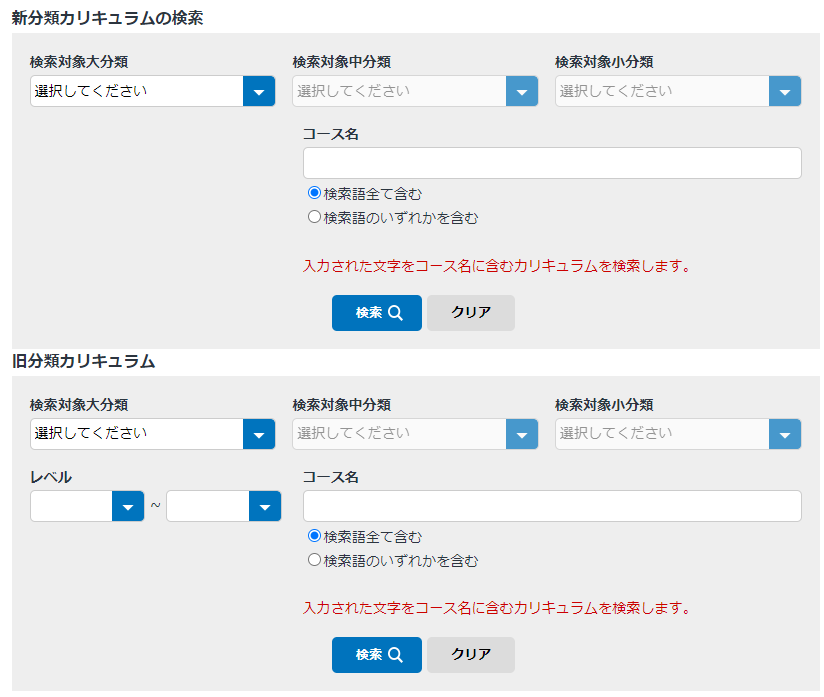 新分類カリキュラムの検索
検索対象大分類 検索対象中分類 検索対象小分類
選択してください 選択してください 選択してください
コース名
検索語全て含む
検索語のいずれかを含む
入力された文字をコース名に含むカリキュラムを検索します。
検索 クリア
旧分類カリキュラム
検索対象大分類 検索対象中分類 検索対象小分類
選択してください 選択してください 選択してください
レベル コース名
~
検索語全て含む
検索語のいずれかを含む
入力された文字をコース名に含むカリキュラムを検索します。
検索 クリア